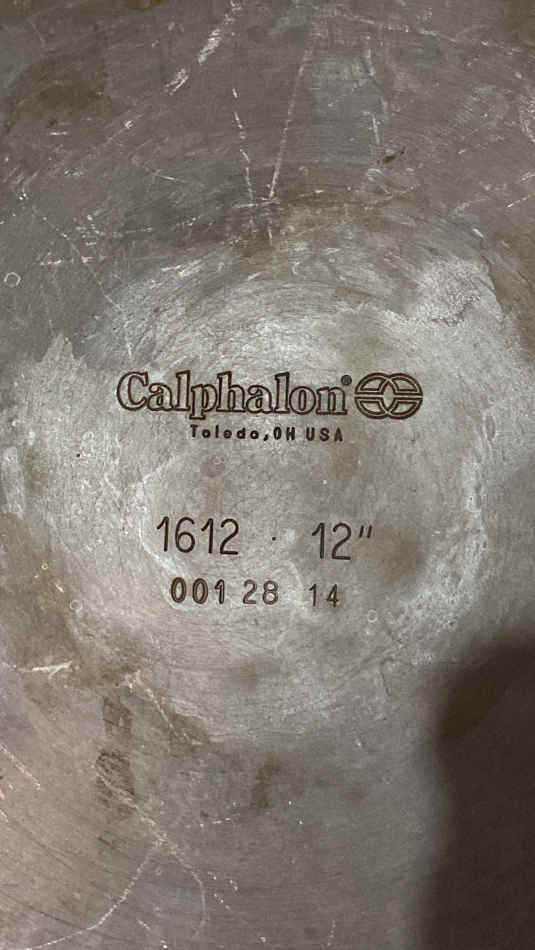 Calphalon®
Toledo, OH USA
1612 · 12"
001 28 14